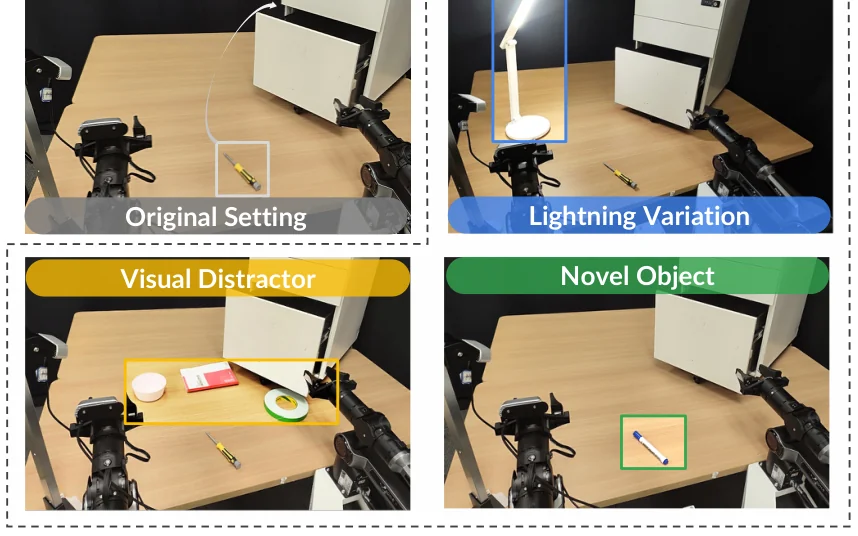 Original Setting
Lightning Variation
Visual Distractor
Novel Object